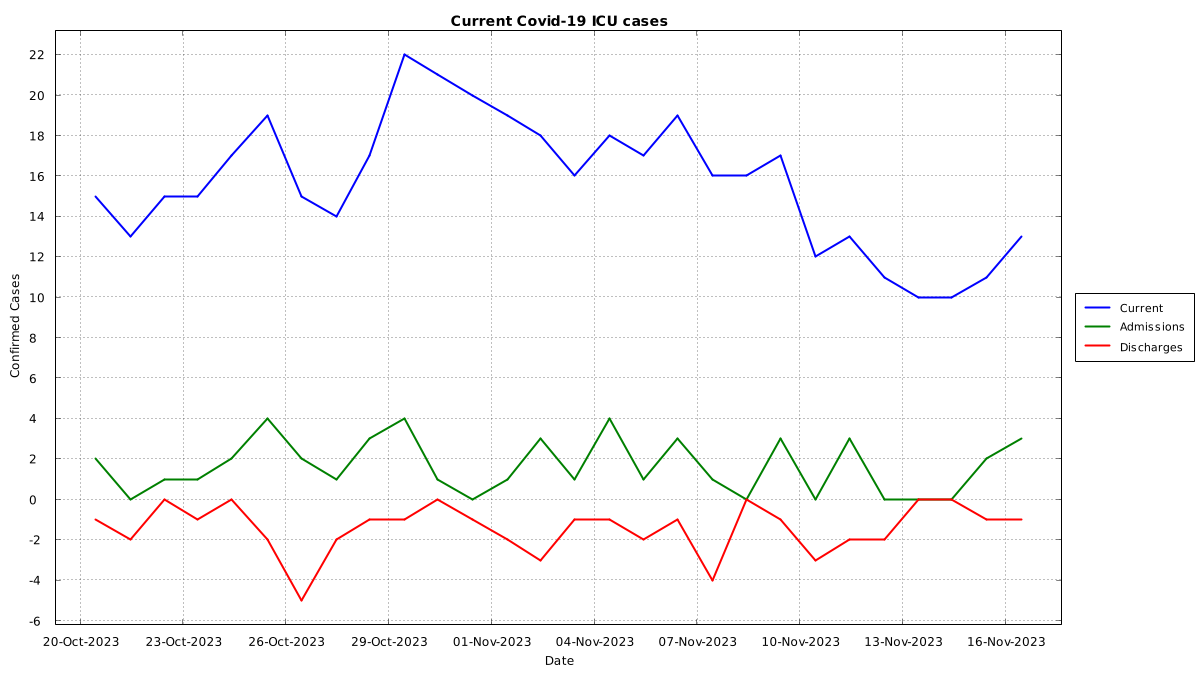 Current Covid-19 ICU cases
22
20
18
16
14
12
10
8
6
4
2
0
-2
-4
-6
Confirmed Cases
20-Oct-2023 23-Oct-2023 26-Oct-2023 29-Oct-2023 01-Nov-2023 04-Nov-2023 07-Nov-2023 10-Nov-2023 13-Nov-2023 16-Nov-2023
Date
Current
Admissions
Discharges